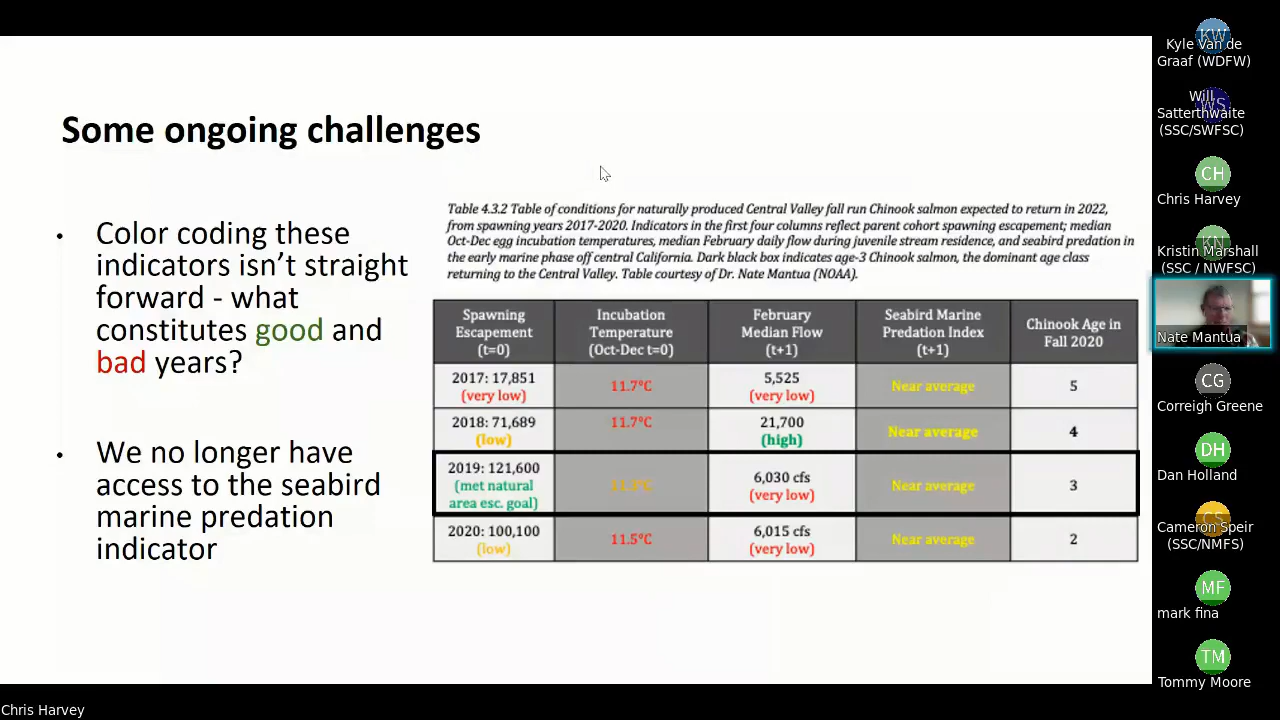 Some ongoing challenges
• Color coding these
indicators isn't straight
forward - what
constitutes good and
bad years?
• We no longer have
access to the seabird
marine predation
indicator
Table 4.3.2 Table of conditions for naturally produced Central Valley fall run Chinook salmon expected to return in 2022,
from spawning years 2017-2020. Indicators in the first four columns reflect parent cohort spawning escapement; median
Oct-Dec egg incubation temperatures, median February daily flow during juvenile stream residence, and seabird predation in
the early marine phase off central California. Dark black box indicates age-3 Chinook salmon, the dominant age class
returning to the Central Valley. Table courtesy of Dr. Nate Mantua (NOAA).
Spawning
Escapement
(t=0)
Incubation
Temperature
(Oct-Dec t=0)
February
Median Flow
(t+1)
Seabird Marine
Predation Index
(t+1)
Chinook Age in
Fall 2020
2017: 17,851
(very low)
11.7°C
5,525
(very low)
Near average
5
2018: 71,689
(low)
11.7°C
21,700
(high)
Near average
4
2019: 121,600
(met natural
area esc. goal)
6,030 cfs
(very low)
Near average
3
2020: 100,100
(low)
11.5°C
6,015 cfs
(very low)
Near average
2
KW
Kyle Van de
Graaf (WDFW)
WS
Will
Satterthwaite
(SSC/SWFSC)
CH
Chris Harvey
KN
Kristin Marshall
(SSC / NWFSC)
Nate Mantua
CG
Correigh Greene
DH
Dan Holland
CS
Cameron Speir
(SSC/NMFS)
MF
mark fina
TM
Tommy Moore
Chris Harvey